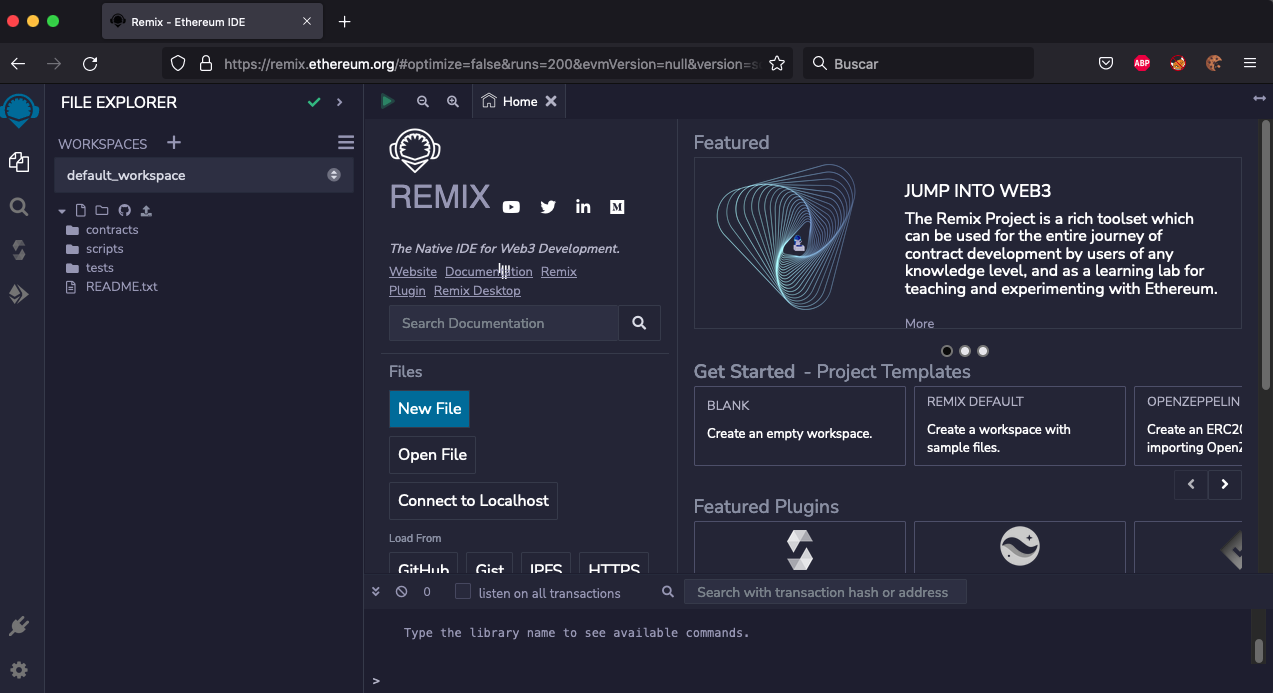 Remix - Ethereum IDE
https://remix.ethereum.org/#optimize=false&runs=200&evmVersion=null&version=s
Buscar
ABP
FILE EXPLORER
WORKSPACES
default_workspace
contracts
scripts
tests
README.txt
Home
REMIX
The Native IDE for Web3 Development.
Website Documentation Remix
Plugin Remix Desktop
Search Documentation
Files
New File
Open File
Connect to Localhost
Load From
GitHub Gist IPFS HTTPS
Featured
JUMP INTO WEB3
The Remix Project is a rich toolset which
can be used for the entire journey of
contract development by users of any
knowledge level, and as a learning lab for
teaching and experimenting with Ethereum.
More
Get Started - Project Templates
BLANK
Create an empty workspace.
REMIX DEFAULT
Create a workspace with
sample files.
OPENZEPPELIN
Create an ERC20
importing OpenZ
Featured Plugins
0
listen on all transactions
Search with transaction hash or address
Type the library name to see available commands.
>